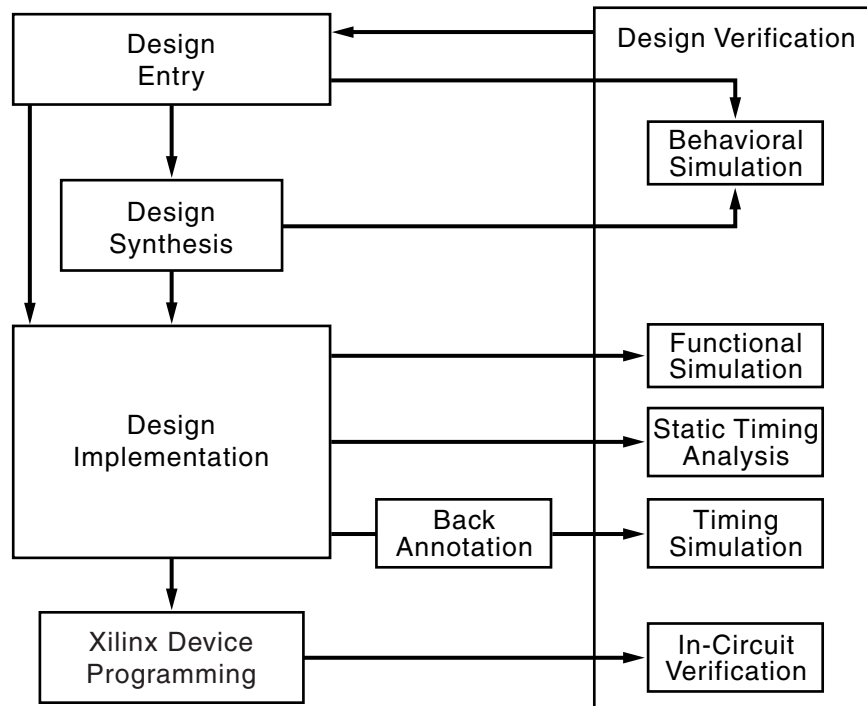 Design
Entry
Design Verification
Behavioral
Simulation
Design
Synthesis
Functional
Simulation
Design
Implementation
Static Timing
Analysis
Back
Annotation
Timing
Simulation
Xilinx Device
Programming
In-Circuit
Verification